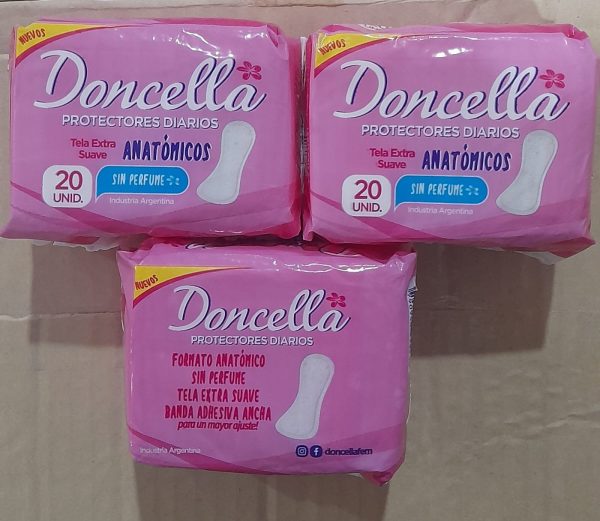 NUEVOS
Doncella
PROTECTORES DIARIOS
Tela Extra
Suave
ANATÓMICOS
20
UNID.
SIN PERFUME
Industria Argentina
NUEVOS
Doncella
PROTECTORES DIARIOS
Tela Extra
Suave
ANATÓMICOS
20
UNID.
SIN PERFUME
Industria Argentina
NUEVOS
Doncella
PROTECTORES DIARIOS
FORMATO ANATÓMICO
SIN PERFUME
TELA EXTRA SUAVE
BANDA ADHESIVA ANCHA
para un mayor ajuste!
Industria Argentina
doncellafem